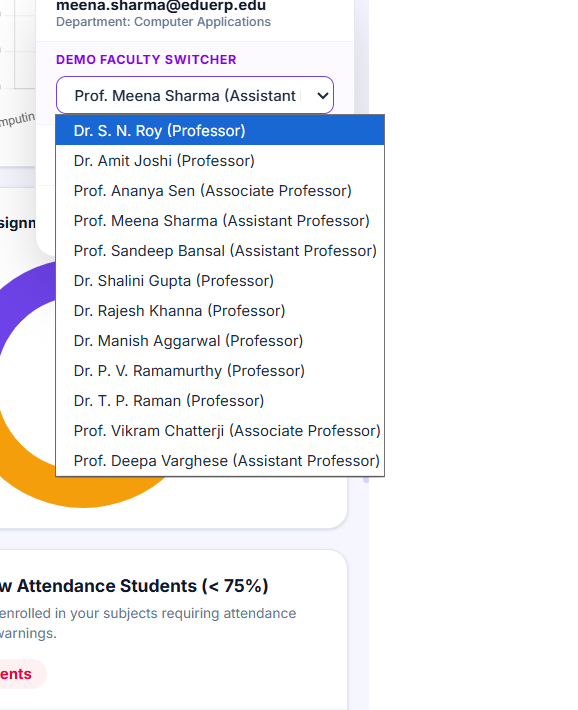 meena.sharma@eduerp.edu
Department: Computer Applications
DEMO FACULTY SWITCHER
Prof. Meena Sharma (Assistant
Dr. S. N. Roy (Professor)
Dr. Amit Joshi (Professor)
Prof. Ananya Sen (Associate Professor)
Prof. Meena Sharma (Assistant Professor)
Prof. Sandeep Bansal (Assistant Professor)
Dr. Shalini Gupta (Professor)
Dr. Rajesh Khanna (Professor)
Dr. Manish Aggarwal (Professor)
Dr. P. V. Ramamurthy (Professor)
Dr. T. P. Raman (Professor)
Prof. Vikram Chatterji (Associate Professor)
Prof. Deepa Varghese (Assistant Professor)
mputing
signm
w Attendance Students (< 75%)
enrolled in your subjects requiring attendance
warnings.
ents